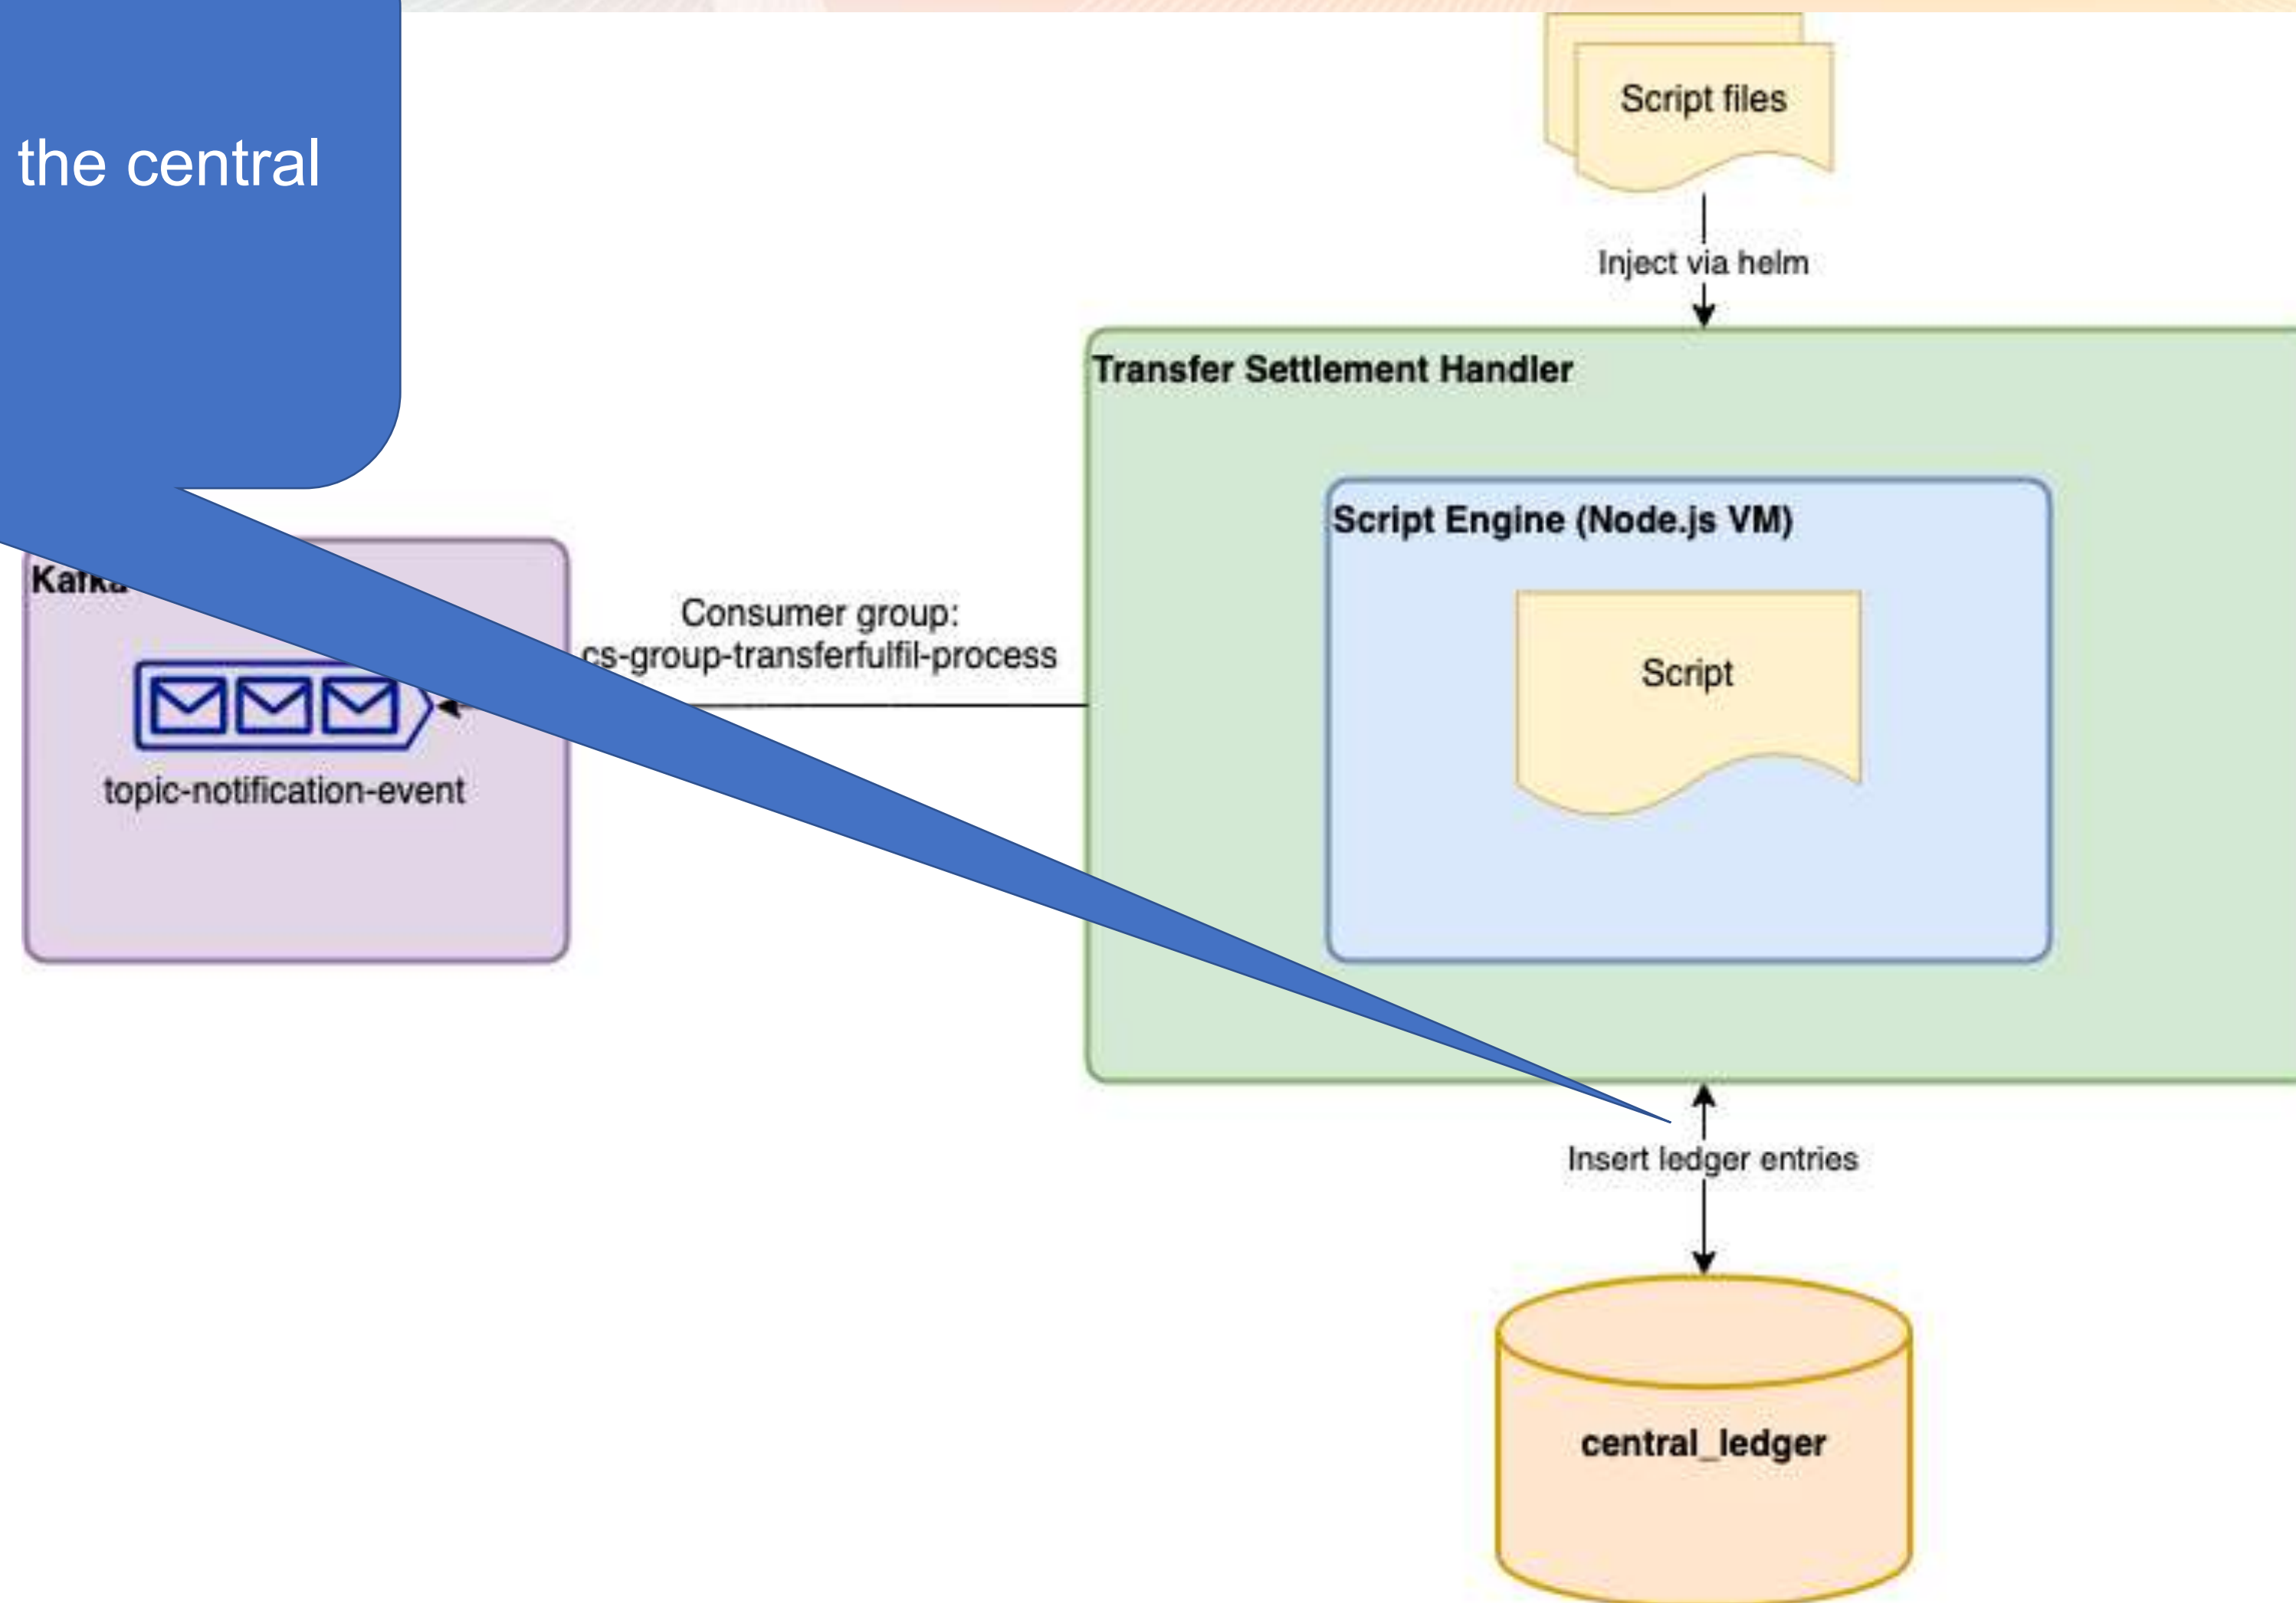 the central
Script files
Inject via helm
Transfer Settlement Handler
Script Engine (Node.js VM)
Kafka
Consumer group:
cs-group-transferfulfil-process
Script
topic-notification-event
Insert ledger entries
central_ledger